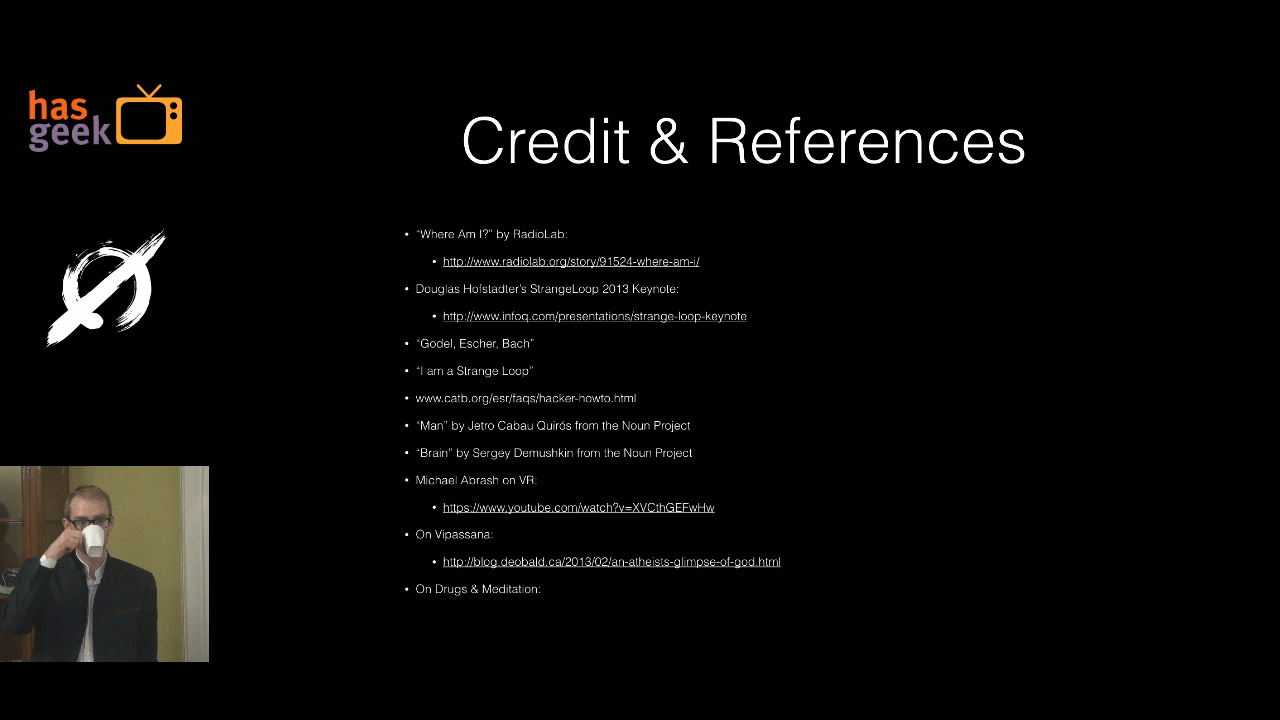 has
geek
Credit & References
• “Where Am I?” by RadioLab:
• http://www.radiolab.org/story/91524-where-am-i/
• Douglas Hofstadter’s StrangeLoop 2013 Keynote:
• http://www.infoq.com/presentations/strange-loop-keynote
• “Godel, Escher, Bach”
• “I am a Strange Loop”
• www.catb.org/esr/faqs/hacker-howto.html
• “Man” by Jetro Cabau Quirós from the Noun Project
• “Brain” by Sergey Demushkin from the Noun Project
• Michael Abrash on VR:
• https://www.youtube.com/watch?v=XVCthGEFwHw
• On Vipassana:
• http://blog.deobald.ca/2013/02/an-atheists-glimpse-of-god.html
• On Drugs & Meditation: